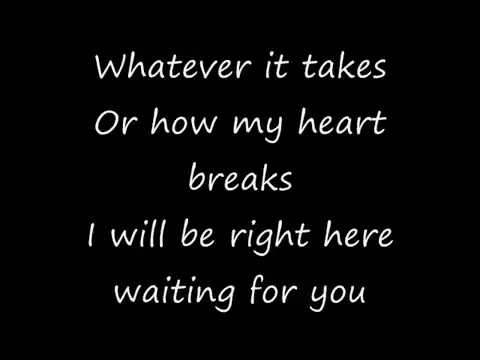 Whatever it takes
Or how my heart
breaks
I will be right here
waiting for you